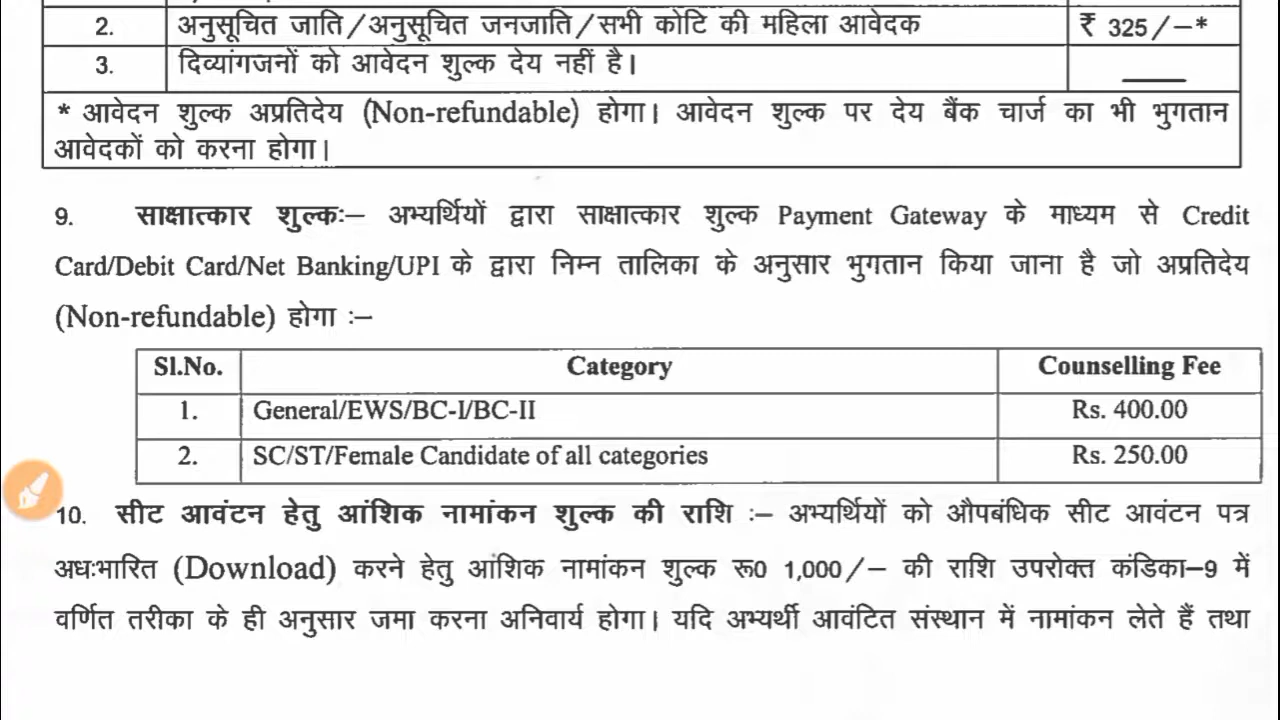 2. अनुसूचित जाति/अनुसूचित जनजाति/सभी कोटि की महिला आवेदक ₹ 325/–*
3. दिव्यांगजनों को आवेदन शुल्क देय नहीं है।
* आवेदन शुल्क अप्रतिदेय (Non-refundable) होगा। आवेदन शुल्क पर देय बैंक चार्ज का भी भुगतान
आवेदकों को करना होगा।
9. साक्षात्कार शुल्कः– अभ्यर्थियों द्वारा साक्षात्कार शुल्क Payment Gateway के माध्यम से Credit
Card/Debit Card/Net Banking/UPI के द्वारा निम्न तालिका के अनुसार भुगतान किया जाना है जो अप्रतिदेय
(Non-refundable) होगा :–
Sl.No. Category Counselling Fee
1. General/EWS/BC-I/BC-II Rs. 400.00
2. SC/ST/Female Candidate of all categories Rs. 250.00
10. सीट आवंटन हेतु आंशिक नामांकन शुल्क की राशि :– अभ्यर्थियों को औपबंधिक सीट आवंटन पत्र
अधःभारित (Download) करने हेतु आंशिक नामांकन शुल्क रू0 1,000/– की राशि उपरोक्त कंडिका–9 में
वर्णित तरीका के ही अनुसार जमा करना अनिवार्य होगा। यदि अभ्यर्थी आवंटित संस्थान में नामांकन लेते हैं तथा